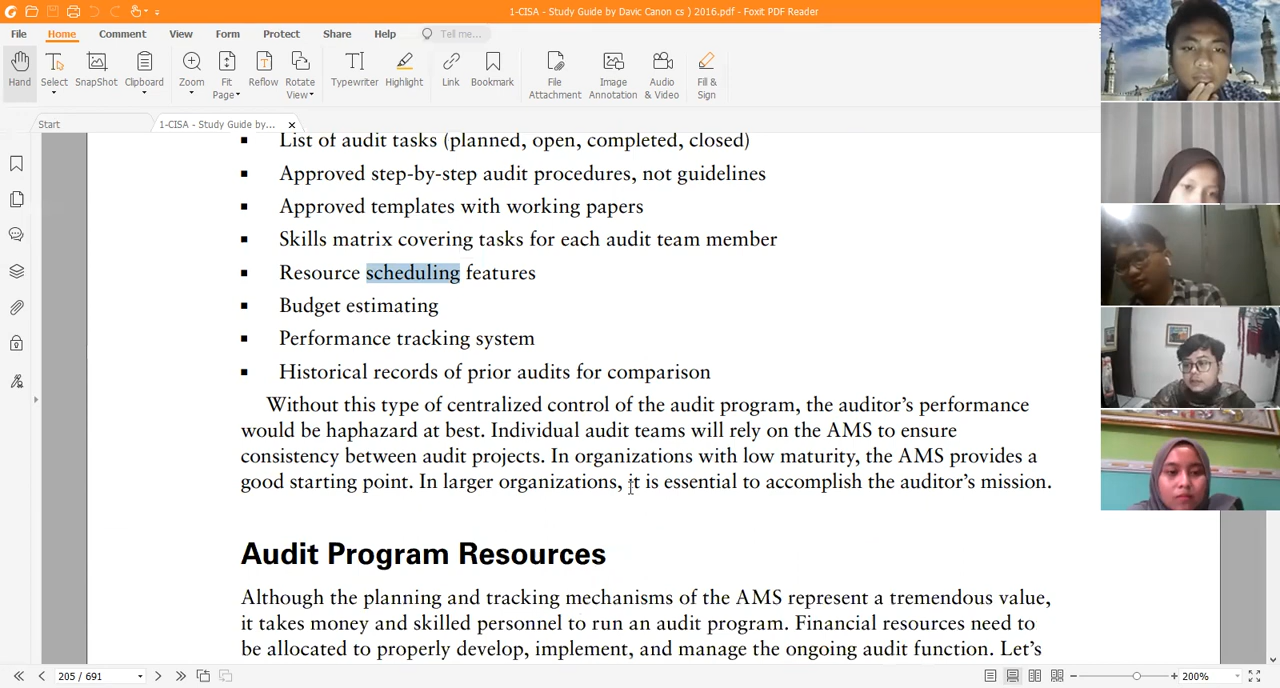 1-CISA - Study Guide by Davic Canon cs ) 2016.pdf - Foxit PDF Reader
File Home Comment View Form Protect Share Help Tell me...
Hand Select SnapShot Clipboard Zoom Fit Page Reflow Rotate View Typewriter Highlight Link Bookmark File Attachment Image Annotation Audio & Video Fill & Sign
Start 1-CISA - Study Guide by...
▪ List of audit tasks (planned, open, completed, closed)
▪ Approved step-by-step audit procedures, not guidelines
▪ Approved templates with working papers
▪ Skills matrix covering tasks for each audit team member
▪ Resource scheduling features
▪ Budget estimating
▪ Performance tracking system
▪ Historical records of prior audits for comparison
Without this type of centralized control of the audit program, the auditor's performance
would be haphazard at best. Individual audit teams will rely on the AMS to ensure
consistency between audit projects. In organizations with low maturity, the AMS provides a
good starting point. In larger organizations, it is essential to accomplish the auditor's mission.
Audit Program Resources
Although the planning and tracking mechanisms of the AMS represent a tremendous value,
it takes money and skilled personnel to run an audit program. Financial resources need to
be allocated to properly develop, implement, and manage the ongoing audit function. Let's
205 / 691 200%